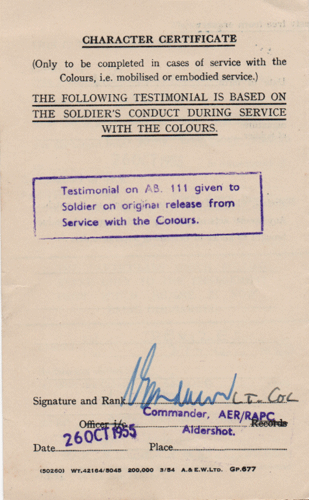 CHARACTER CERTIFICATE
(Only to be completed in cases of service with the
Colours, i.e. mobilised or embodied service.)
THE FOLLOWING TESTIMONIAL IS BASED ON
THE SOLDIER'S CONDUCT DURING SERVICE
WITH THE COLOURS.
Testimonial on AB. 111 given to
Soldier on original release from
Service with the Colours.
Signature and Rank LT-COL
Commander, AER/RAPC
Officer i/c Records
Aldershot.
Date 26 OCT 1955 Place
(50260) WT.42164/8048 200,000 3/54 A.& E.W.Ltd. GP.677